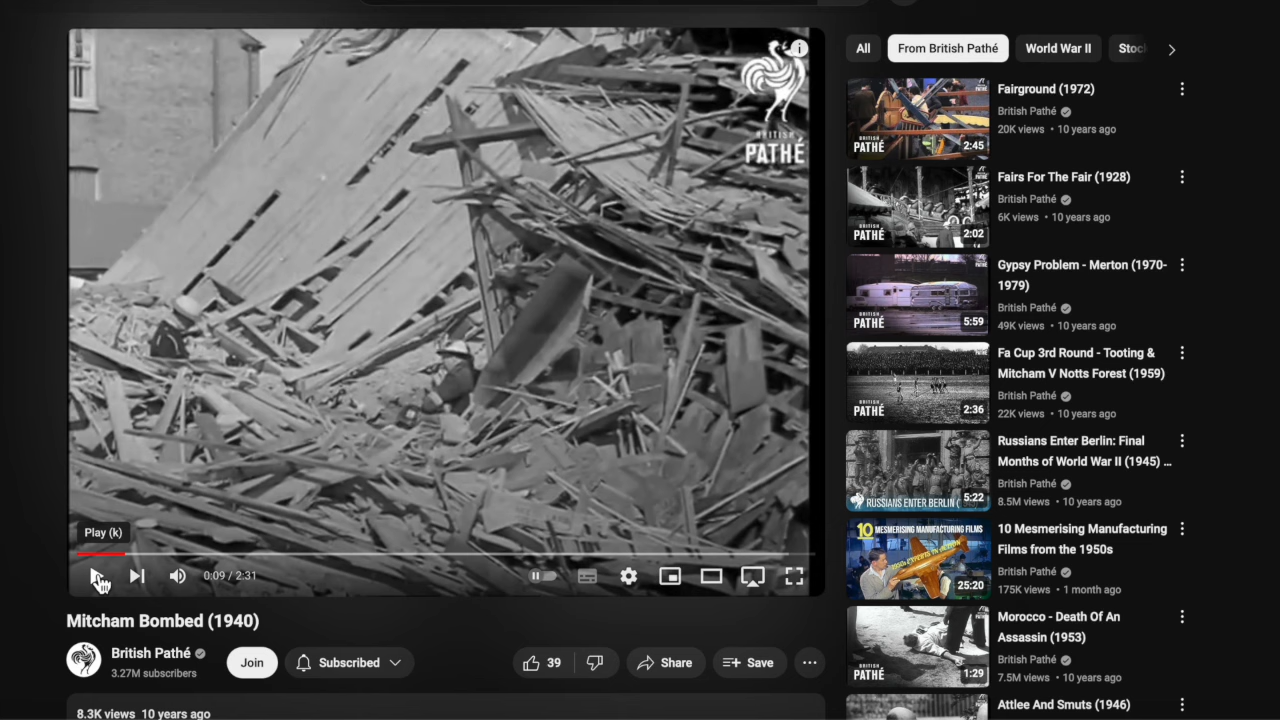 BRITISH
PATHÉ
Play (k)
0:09 / 2:31
Mitcham Bombed (1940)
British Pathé
3.27M subscribers
Join
Subscribed
39
Share
Save
8.3K views 10 years ago
All
From British Pathé
World War II
BRITISH
PATHÉ
2:45
Fairground (1972)
British Pathé
20K views • 10 years ago
BRITISH
PATHÉ
2:02
Fairs For The Fair (1928)
British Pathé
6K views • 10 years ago
BRITISH
PATHÉ
5:59
Gypsy Problem - Merton (1970-
1979)
British Pathé
49K views • 10 years ago
BRITISH
PATHÉ
2:36
Fa Cup 3rd Round - Tooting &
Mitcham V Notts Forest (1959)
British Pathé
22K views • 10 years ago
RUSSIANS ENTER BERLIN (
5:22
Russians Enter Berlin: Final
Months of World War II (1945) ...
British Pathé
8.5M views • 10 years ago
10 MESMERISING MANUFACTURING FILMS
25:20
10 Mesmerising Manufacturing
Films from the 1950s
British Pathé
175K views • 1 month ago
BRITISH
PATHÉ
1:29
Morocco - Death Of An
Assassin (1953)
British Pathé
7.5M views • 10 years ago
Attlee And Smuts (1946)